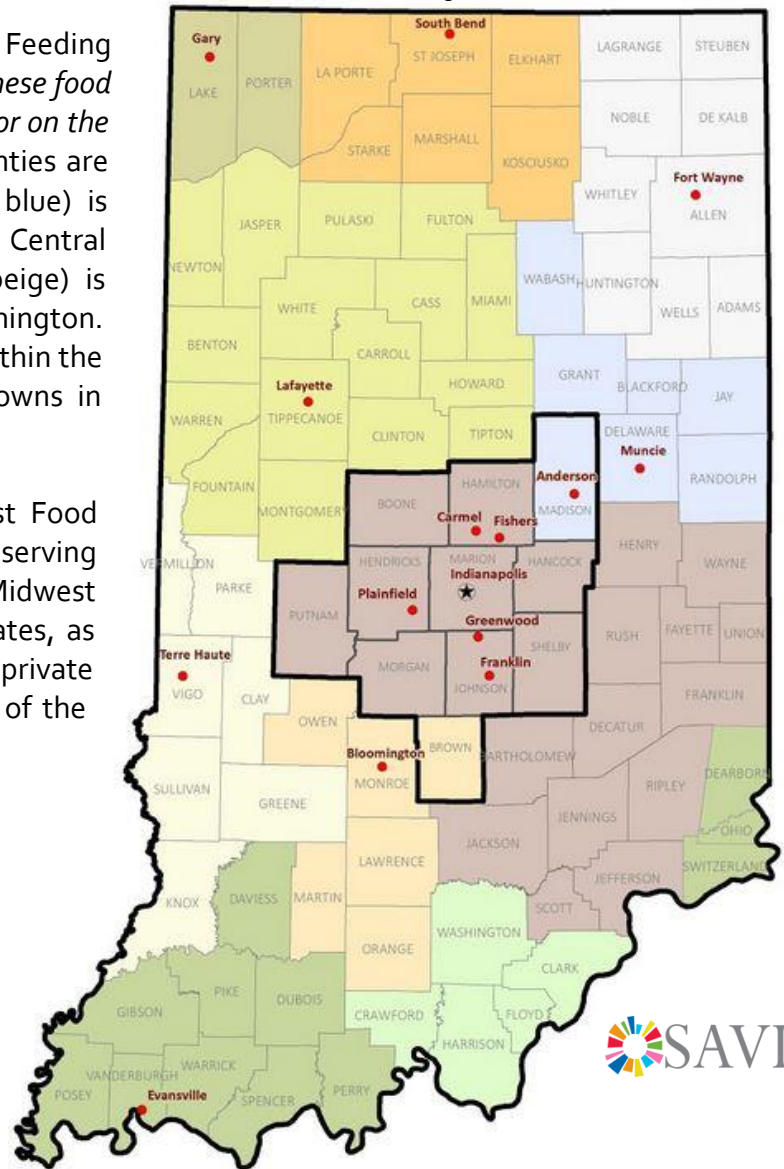 Feeding
hese food
or on the
nties are
blue) is
Central
beige) is
hington.
thin the
owns in
st Food
serving
Midwest
ates, as
private
of the
South Bend
Gary
LAKE
PORTER
LA PORTE
ST JOSEPH
ELKHART
LAGRANGE
STEUBEN
NOBLE
DE KALB
STARKE
MARSHALL
KOSCIUSKO
WHITLEY
Fort Wayne
ALLEN
NEWTON
JASPER
PULASKI
FULTON
WABASH
HUNTINGTON
WELLS
ADAMS
WHITE
CASS
MIAMI
BENTON
CARROLL
HOWARD
GRANT
BLACKFORD
JAY
Lafayette
TIPPECANOE
WARREN
CLINTON
TIPTON
DELAWARE
Muncie
RANDOLPH
FOUNTAIN
MONTGOMERY
BOONE
HAMILTON
Anderson
MADISON
Carmel
Fishers
HENRY
WAYNE
VERMILLION
PARKE
PUTNAM
HENDRICKS
Plainfield
MARION
Indianapolis
HANCOCK
Greenwood
RUSH
FAYETTE
UNION
Terre Haute
VIGO
CLAY
MORGAN
Franklin
JOHNSON
SHELBY
FRANKLIN
OWEN
BROWN
DECATUR
Bloomington
MONROE
BARTHOLOMEW
DEARBORN
RIPLEY
OHIO
SULLIVAN
GREENE
JENNINGS
LAWRENCE
JACKSON
SWITZERLAND
JEFFERSON
KNOX
DAVIESS
MARTIN
SCOTT
WASHINGTON
ORANGE
CLARK
GIBSON
PIKE
DUBOIS
CRAWFORD
FLOYD
HARRISON
POSEY
VANDERBURGH
WARRICK
SPENCER
PERRY
Evansville
SAVI